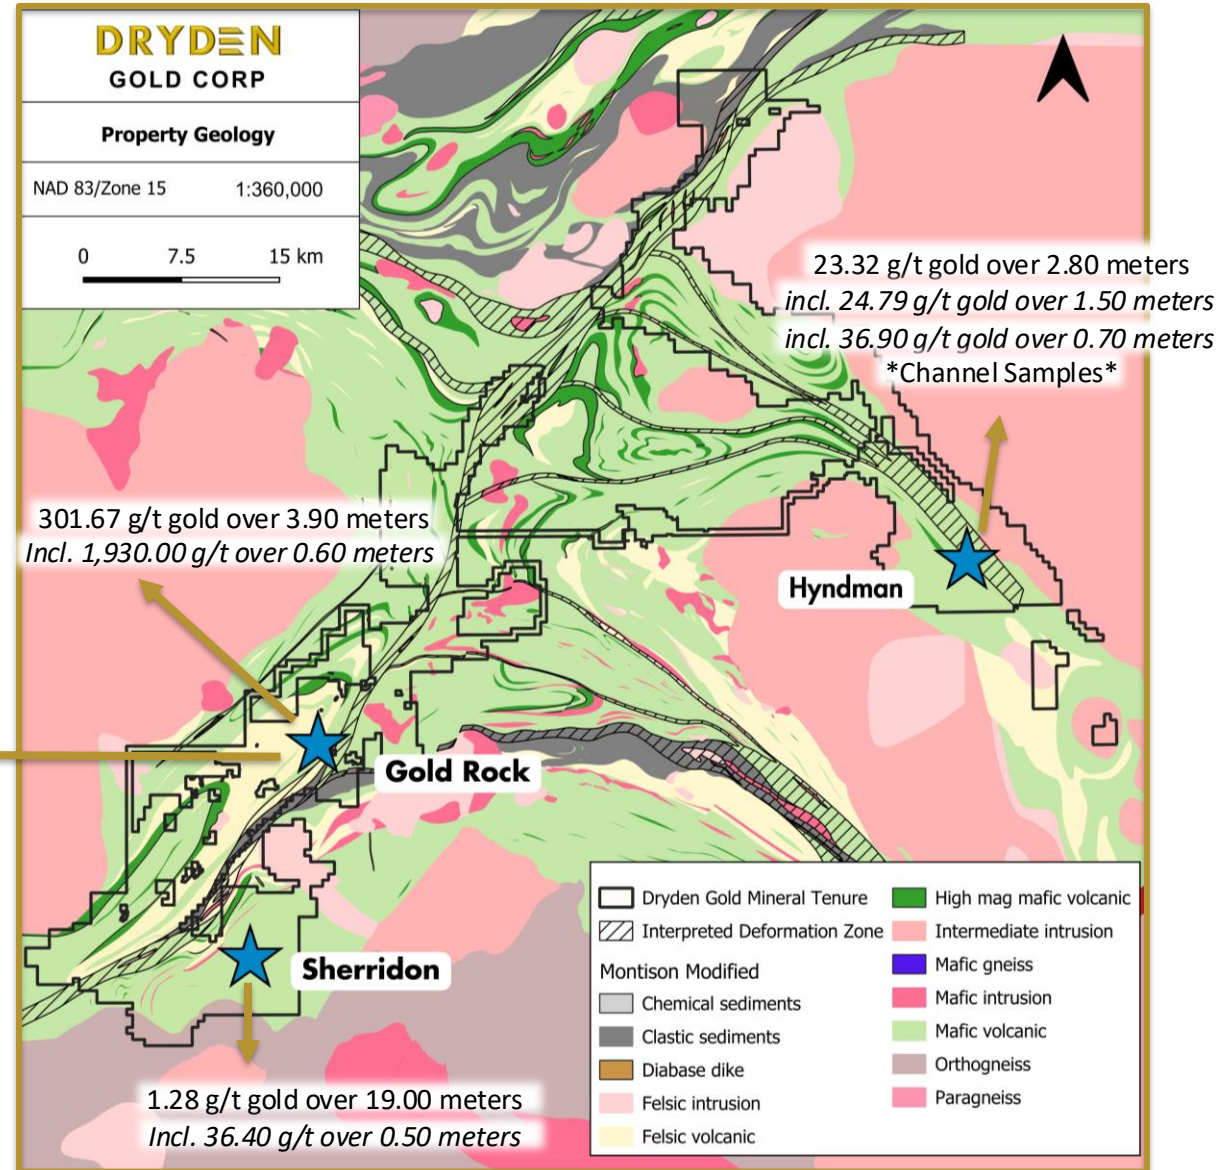 DRYDEN
GOLD CORP
Property Geology
NAD 83/Zone 15 1:360,000
0 7.5 15 km
23.32 g/t gold over 2.80 meters
incl. 24.79 g/t gold over 1.50 meters
incl. 36.90 g/t gold over 0.70 meters
*Channel Samples*
301.67 g/t gold over 3.90 meters
Incl. 1,930.00 g/t over 0.60 meters
Hyndman
Gold Rock
Sherridon
1.28 g/t gold over 19.00 meters
Incl. 36.40 g/t over 0.50 meters
Dryden Gold Mineral Tenure
Interpreted Deformation Zone
Montison Modified
Chemical sediments
Clastic sediments
Diabase dike
Felsic intrusion
Felsic volcanic
High mag mafic volcanic
Intermediate intrusion
Mafic gneiss
Mafic intrusion
Mafic volcanic
Orthogneiss
Paragneiss